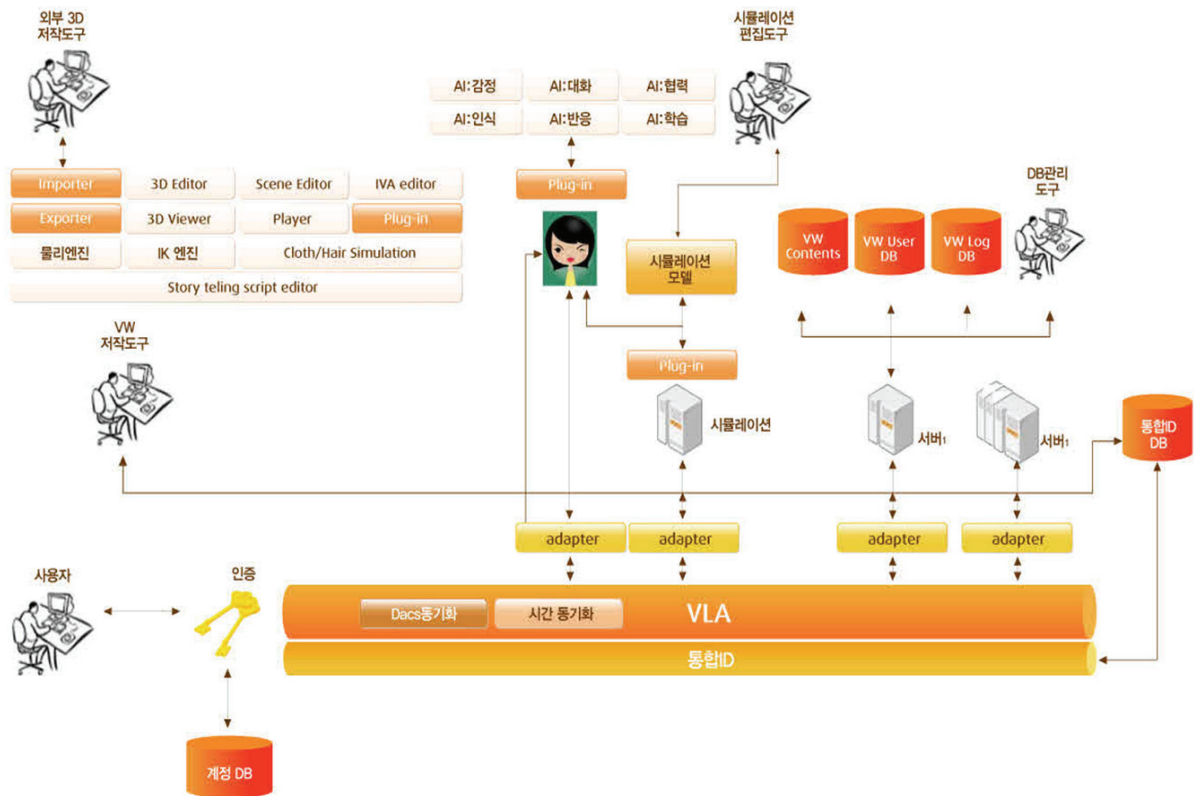 외부 3D
저작도구
시뮬레이션
편집도구
AI:감정
AI:대화
AI:협력
AI:인식
AI:반응
AI:학습
Importer
3D Editor
Scene Editor
IVA editor
Plug-in
DB관리
도구
Exporter
3D Viewer
Player
Plug-in
VW
Contents
VW User
DB
VW Log
DB
물리엔진
IK 엔진
Cloth/Hair Simulation
시뮬레이션
모델
Story teling script editor
VW
저작도구
Plug-in
시뮬레이션
서버1
서버1
통합ID
DB
adapter
adapter
adapter
adapter
사용자
인증
Dacs동기화
시간 동기화
VLA
통합ID
계정 DB